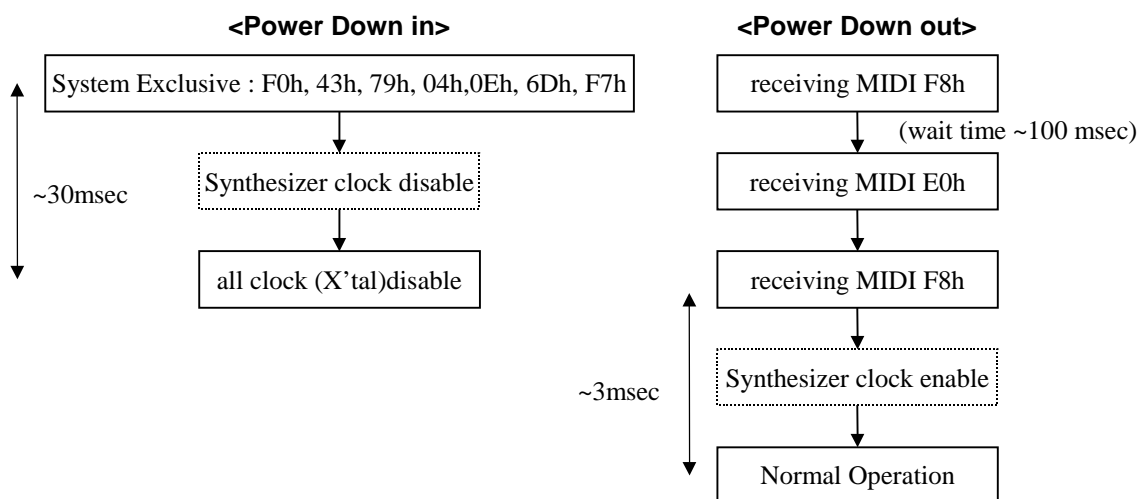 <Power Down in>
System Exclusive : F0h, 43h, 79h, 04h,0Eh, 6Dh, F7h
Synthesizer clock disable
~30msec
all clock (X’tal)disable
<Power Down out>
receiving MIDI F8h
(wait time ~100 msec)
receiving MIDI E0h
receiving MIDI F8h
Synthesizer clock enable
~3msec
Normal Operation